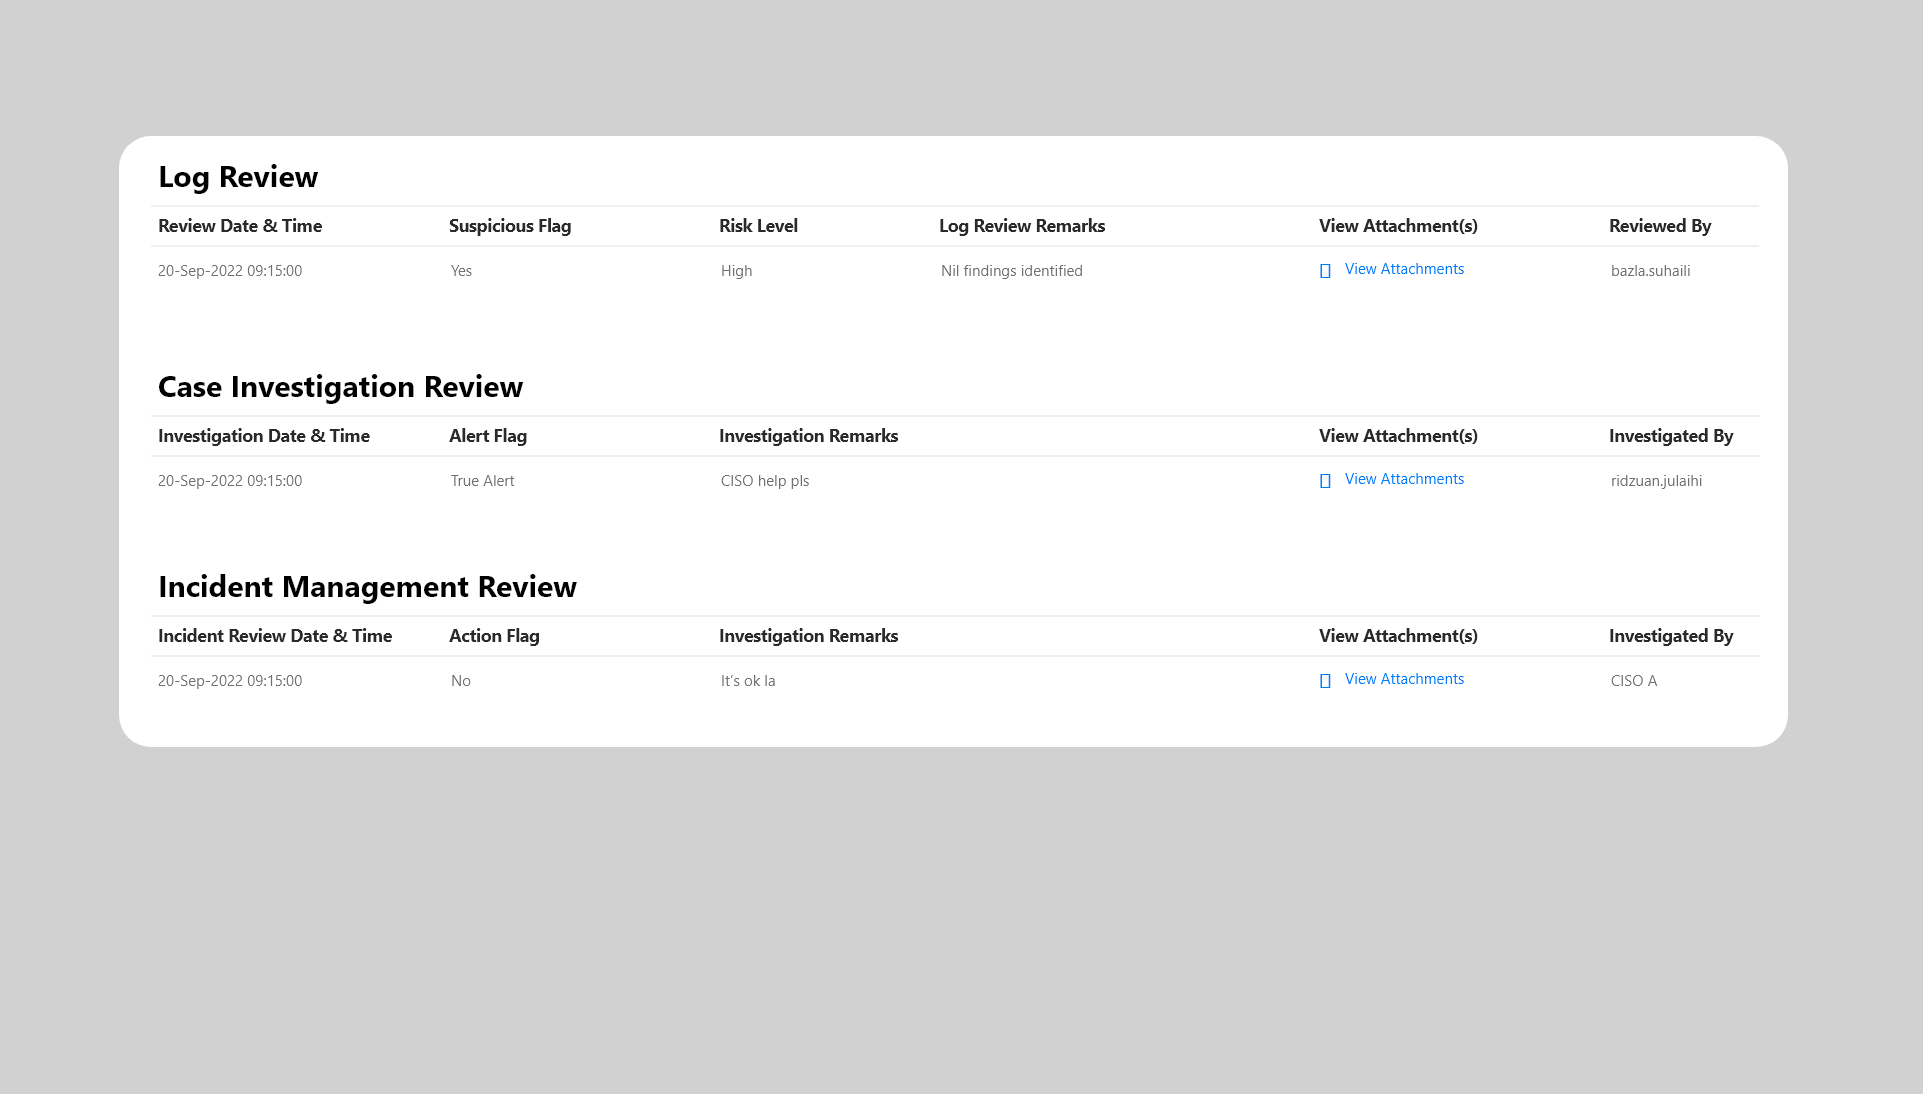 Log Review
Review Date & Time Suspicious Flag Risk Level Log Review Remarks View Attachment(s) Reviewed By
20-Sep-2022 09:15:00 Yes High Nil findings identified View Attachments bazla.suhaili
Case Investigation Review
Investigation Date & Time Alert Flag Investigation Remarks View Attachment(s) Investigated By
20-Sep-2022 09:15:00 True Alert CISO help pls View Attachments ridzuan.julaihi
Incident Management Review
Incident Review Date & Time Action Flag Investigation Remarks View Attachment(s) Investigated By
20-Sep-2022 09:15:00 No It’s ok la View Attachments CISO A